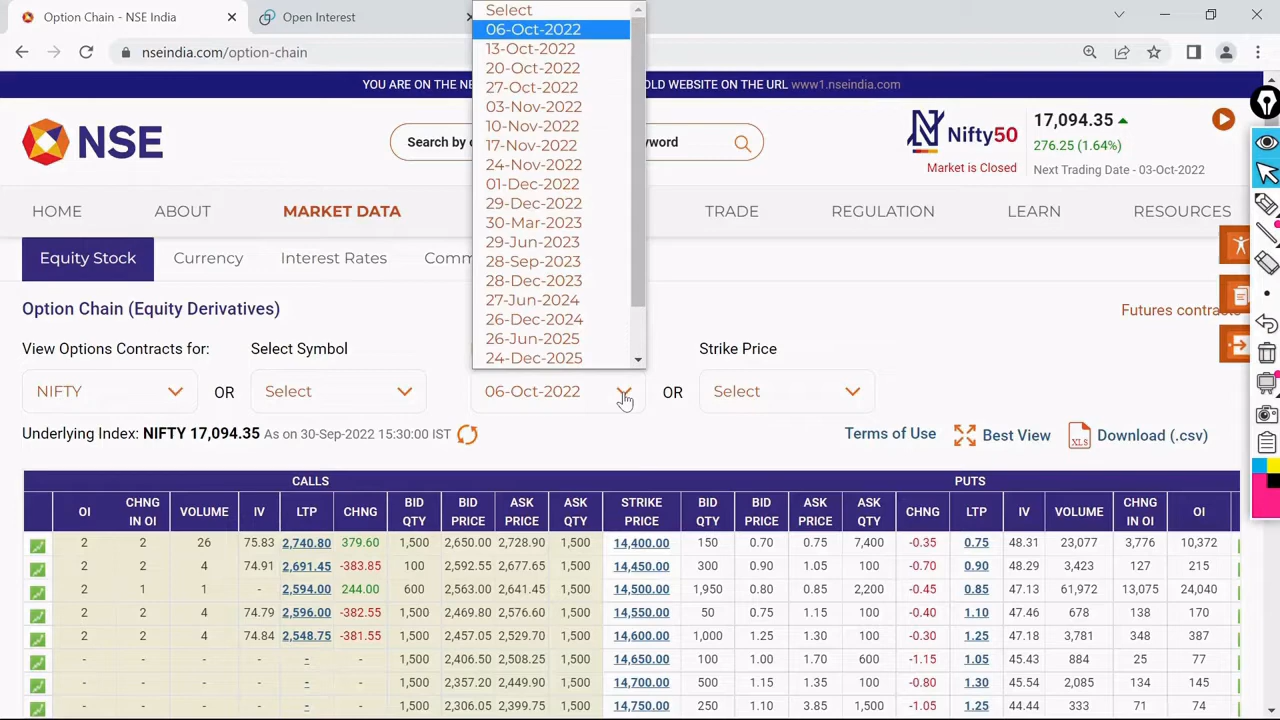 Option Chain - NSE India
Open Interest
nseindia.com/option-chain
Select
06-Oct-2022
13-Oct-2022
20-Oct-2022
27-Oct-2022
03-Nov-2022
10-Nov-2022
17-Nov-2022
24-Nov-2022
01-Dec-2022
29-Dec-2022
30-Mar-2023
29-Jun-2023
28-Sep-2023
28-Dec-2023
27-Jun-2024
26-Dec-2024
26-Jun-2025
24-Dec-2025
YOU ARE ON THE OLD WEBSITE ON THE URL www1.nseindia.com
NSE
Search by
Nifty50
17,094.35
276.25 (1.64%)
Market is Closed
Next Trading Date - 03-Oct-2022
HOME ABOUT MARKET DATA TRADE REGULATION LEARN RESOURCES
Equity Stock Currency Interest Rates
Option Chain (Equity Derivatives)
Futures
View Options Contracts for: Select Symbol Strike Price
NIFTY OR Select 06-Oct-2022 OR Select
Underlying Index: NIFTY 17,094.35 As on 30-Sep-2022 15:30:00 IST
Terms of Use Best View XLS Download (.csv)
CALLS PUTS
OI CHNG IN OI VOLUME IV LTP CHNG BID QTY BID PRICE ASK PRICE ASK QTY STRIKE PRICE BID QTY BID PRICE ASK PRICE ASK QTY CHNG LTP IV VOLUME CHNG IN OI OI
2 2 26 75.83 2,740.80 379.60 1,500 2,650.00 2,728.90 1,500 14,400.00 150 0.70 0.75 7,400 -0.35 0.75 48.31 23,077 3,776 10,372
2 2 4 74.91 2,691.45 -383.85 100 2,592.55 2,677.65 1,500 14,450.00 300 0.90 1.05 100 -0.70 0.90 48.29 3,423 127 215
2 1 1 - 2,594.00 244.00 600 2,563.00 2,641.45 1,500 14,500.00 1,950 0.80 0.85 2,200 -0.45 0.85 47.13 61,972 13,075 24,040
2 2 4 74.79 2,596.00 -382.55 1,500 2,469.80 2,576.60 1,500 14,550.00 50 0.75 1.15 100 -0.40 1.10 47.46 678 138 170
2 2 4 74.84 2,548.75 -381.55 1,500 2,457.05 2,529.70 1,500 14,600.00 1,000 1.25 1.30 100 -0.30 1.25 47.18 3,781 348 387
- - - - - - 1,500 2,406.50 2,508.25 1,500 14,650.00 100 1.00 1.70 600 -1.15 1.05 45.43 884 25 77
- - - - - - 1,500 2,357.20 2,449.90 1,500 14,700.00 500 1.15 1.35 100 -0.80 1.30 45.54 2,085 134 145
- - - - - - 1,500 2,306.05 2,399.75 1,500 14,750.00 250 1.10 3.85 1,500 -1.05 1.25 44.44 333 71 74